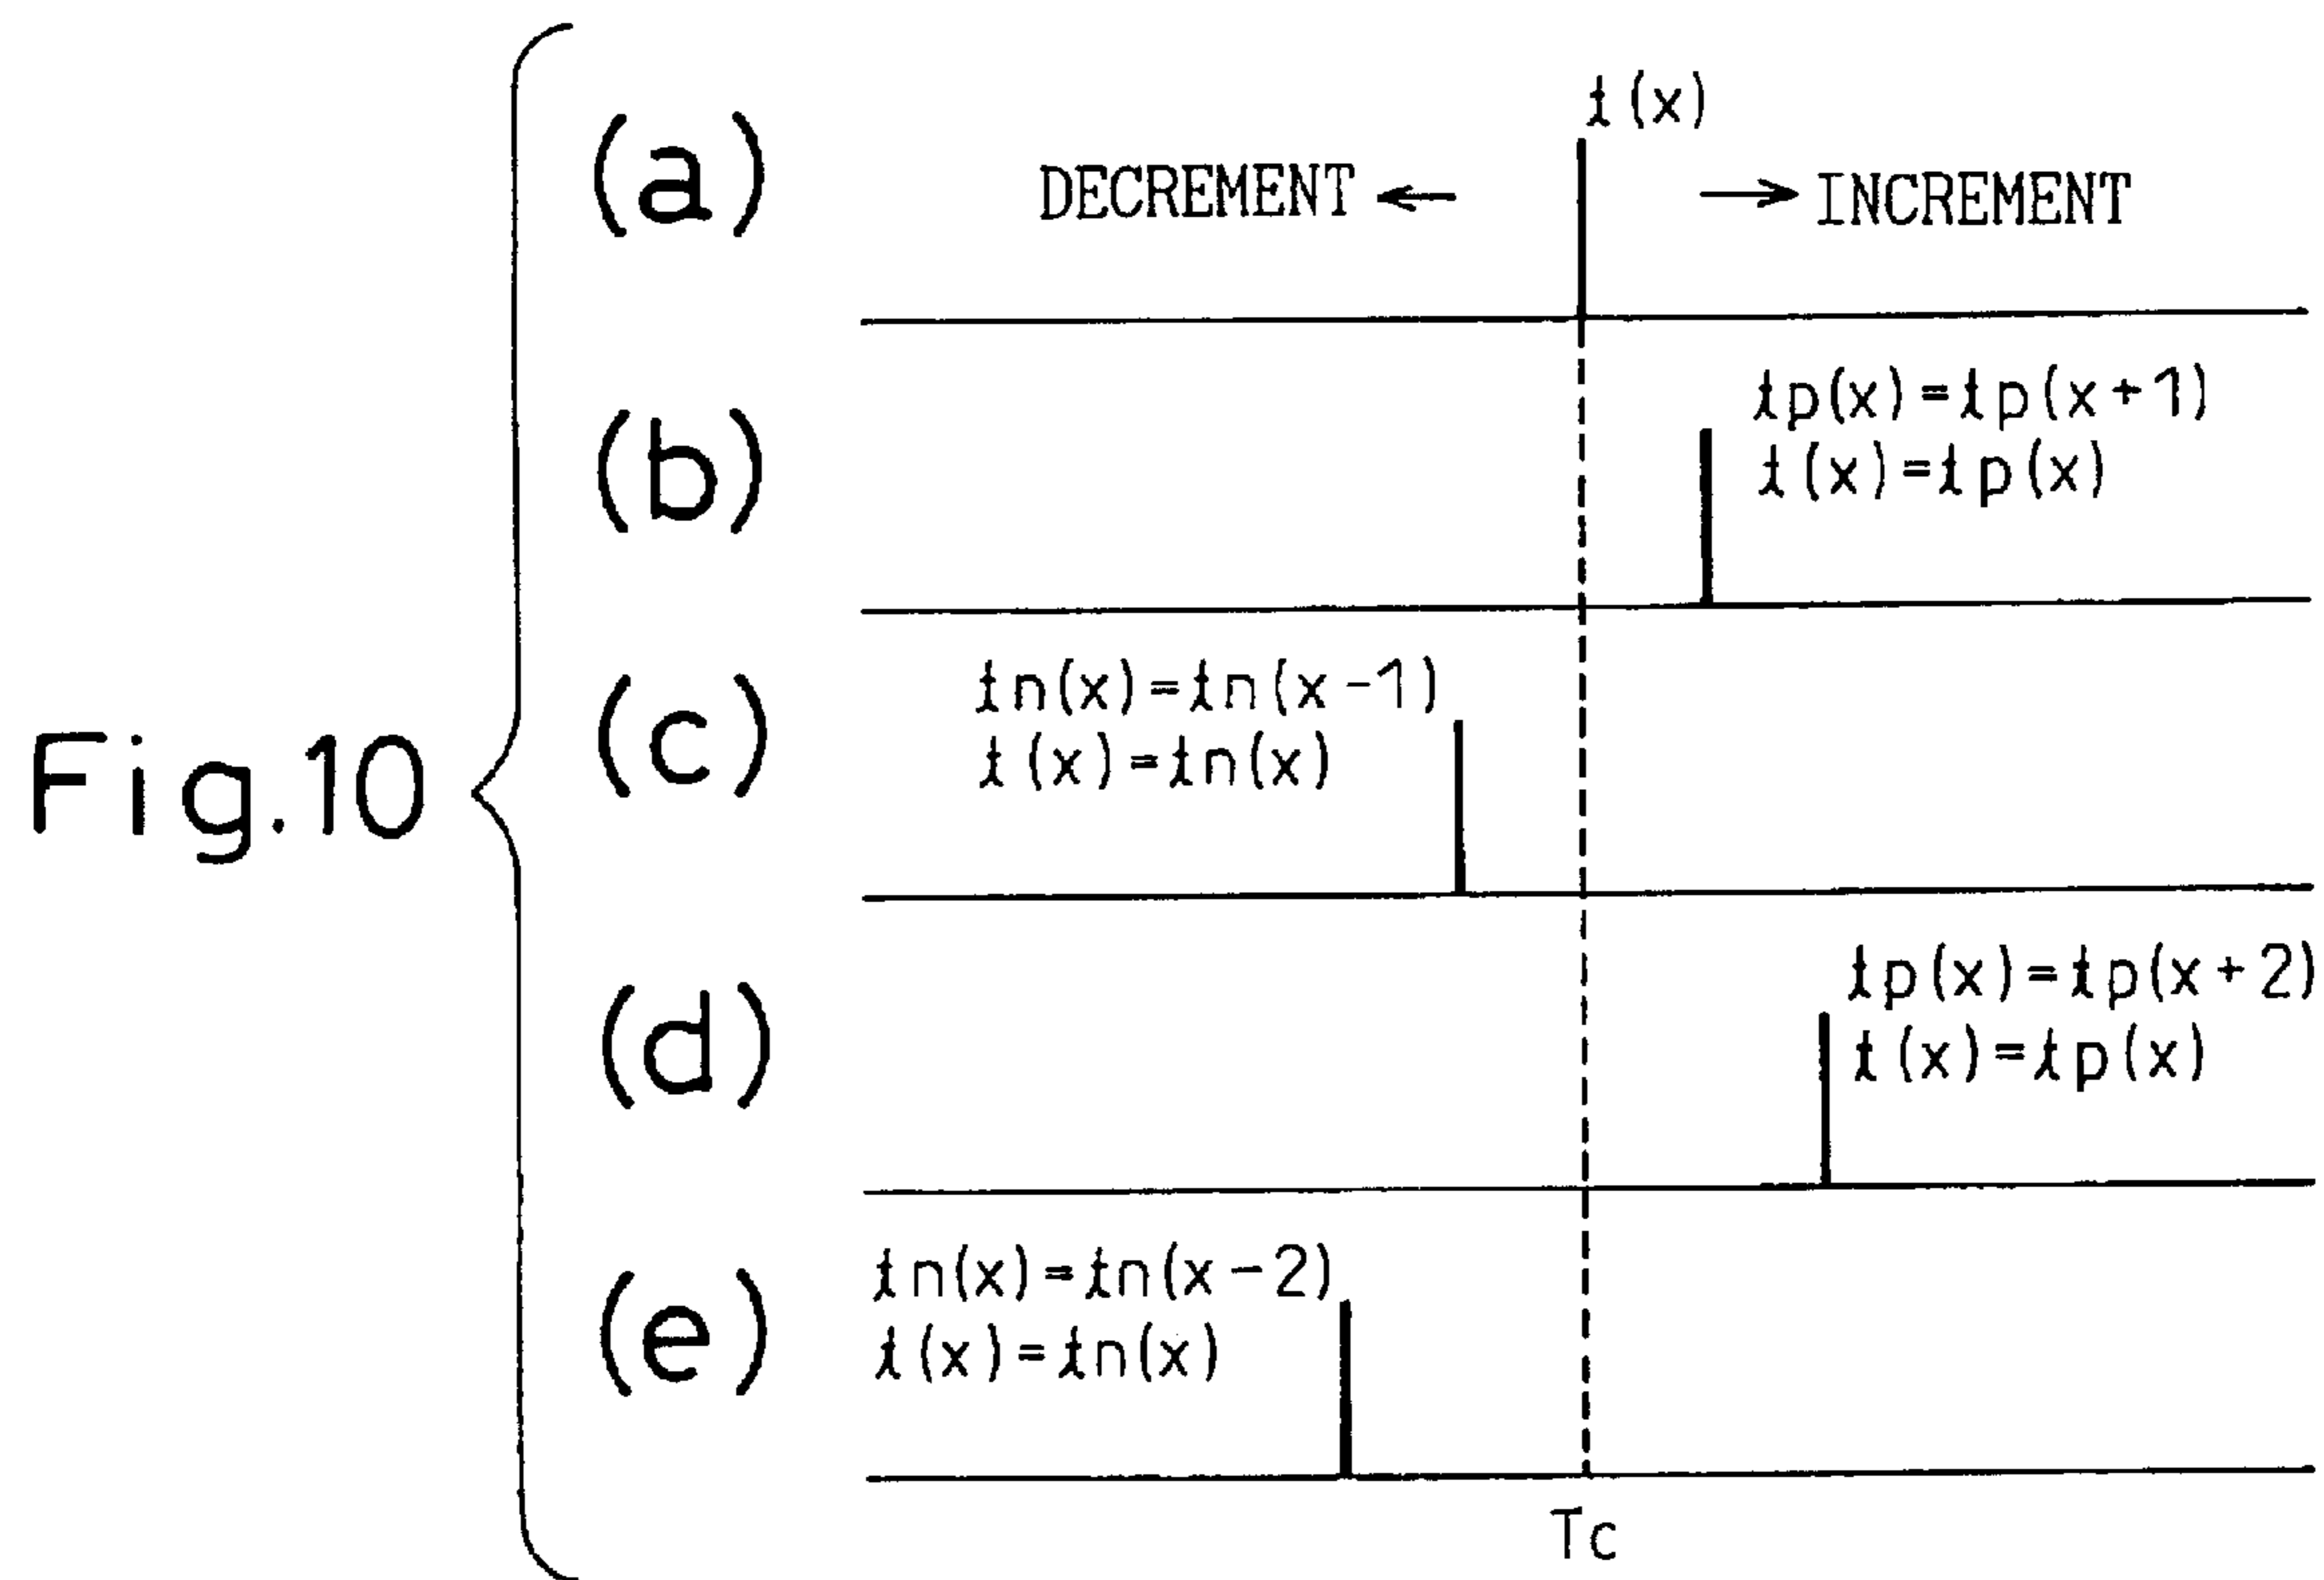 Fig.10
(a)
t(x)
DECREMENT ← → INCREMENT
(b)
tp(x)=tp(x+1)
t(x)=tp(x)
(c)
tn(x)=tn(x-1)
t(x)=tn(x)
(d)
tp(x)=tp(x+2)
t(x)=tp(x)
(e)
tn(x)=tn(x-2)
t(x)=tn(x)
Tc